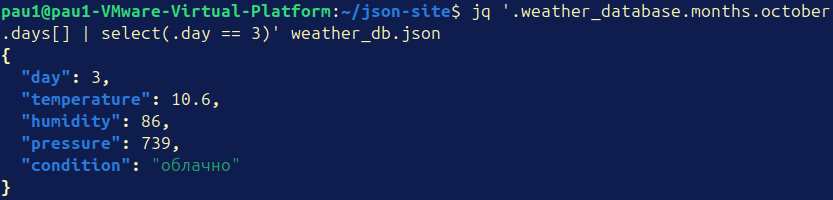 pau1@pau1-VMware-Virtual-Platform:~/json-site$ jq '.weather_database.months.october
.days[] | select(.day == 3)' weather_db.json
{
  "day": 3,
  "temperature": 10.6,
  "humidity": 86,
  "pressure": 739,
  "condition": "облачно"
}